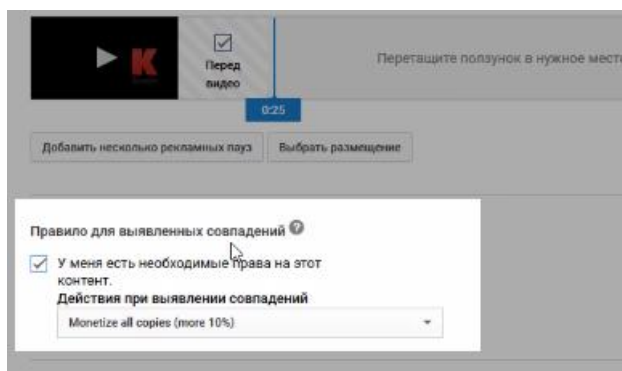 K
Перед
видео
Перетащите ползунок в нужное мест
0:25
Добавить несколько рекламных пауз
Выбрать размещение
Правило для выявленных совпадений ?
У меня есть необходимые права на этот
контент.
Действия при выявлении совпадений
Monetize all copies (more 10%)